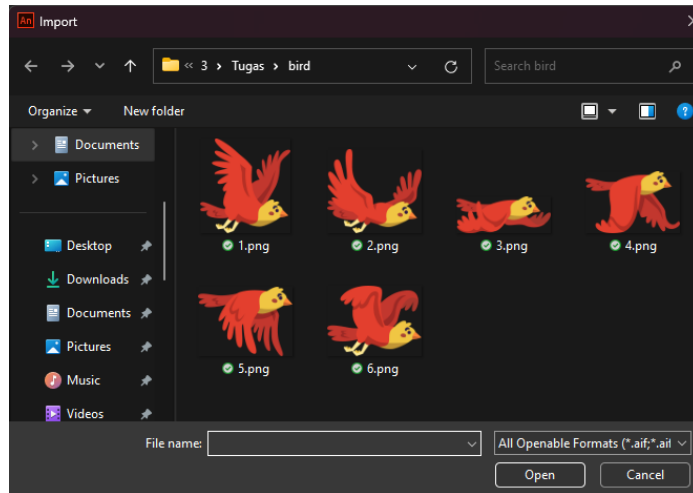 An Import
« 3 › Tugas › bird
Search bird
Organize
New folder
Documents
Pictures
1.png
2.png
3.png
4.png
Desktop
Downloads
Documents
Pictures
Music
Videos
5.png
6.png
File name:
All Openable Formats (*.aif;*.ait
Open
Cancel